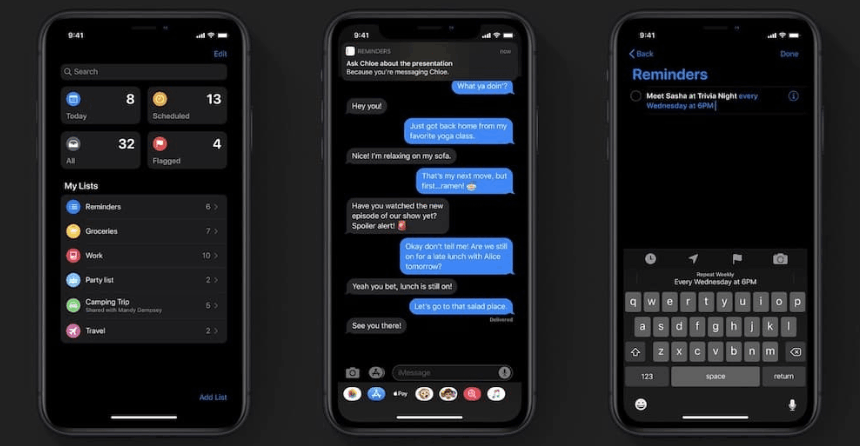 9:41
Edit
Search
8
Today
13
Scheduled
32
All
4
Flagged
My Lists
Reminders 6
Groceries 7
Work 10
Party list 2
Camping Trip 5
Shared with Mandy Dempsey
Travel 2
Add List
9:41
REMINDERS now
Ask Chloe about the presentation
Because you're messaging Chloe.
What ya doin'?
Hey you!
Just got back home from my
favorite yoga class.
Nice! I'm relaxing on my sofa.
That's my next move, but
first...ramen!
Have you watched the new
episode of our show yet?
Spoiler alert!
Okay don't tell me! Are we still
on for a late lunch with Alice
tomorrow?
Yeah you bet, lunch is still on!
Let's go to that salad place.
Delivered
See you there!
iMessage
Pay
9:41
Back Done
Reminders
Meet Sasha at Trivia Night every
Wednesday at 6PM
Repeat Weekly
Every Wednesday at 6PM
q w e r t y u i o p
a s d f g h j k l
z x c v b n m
123 space return